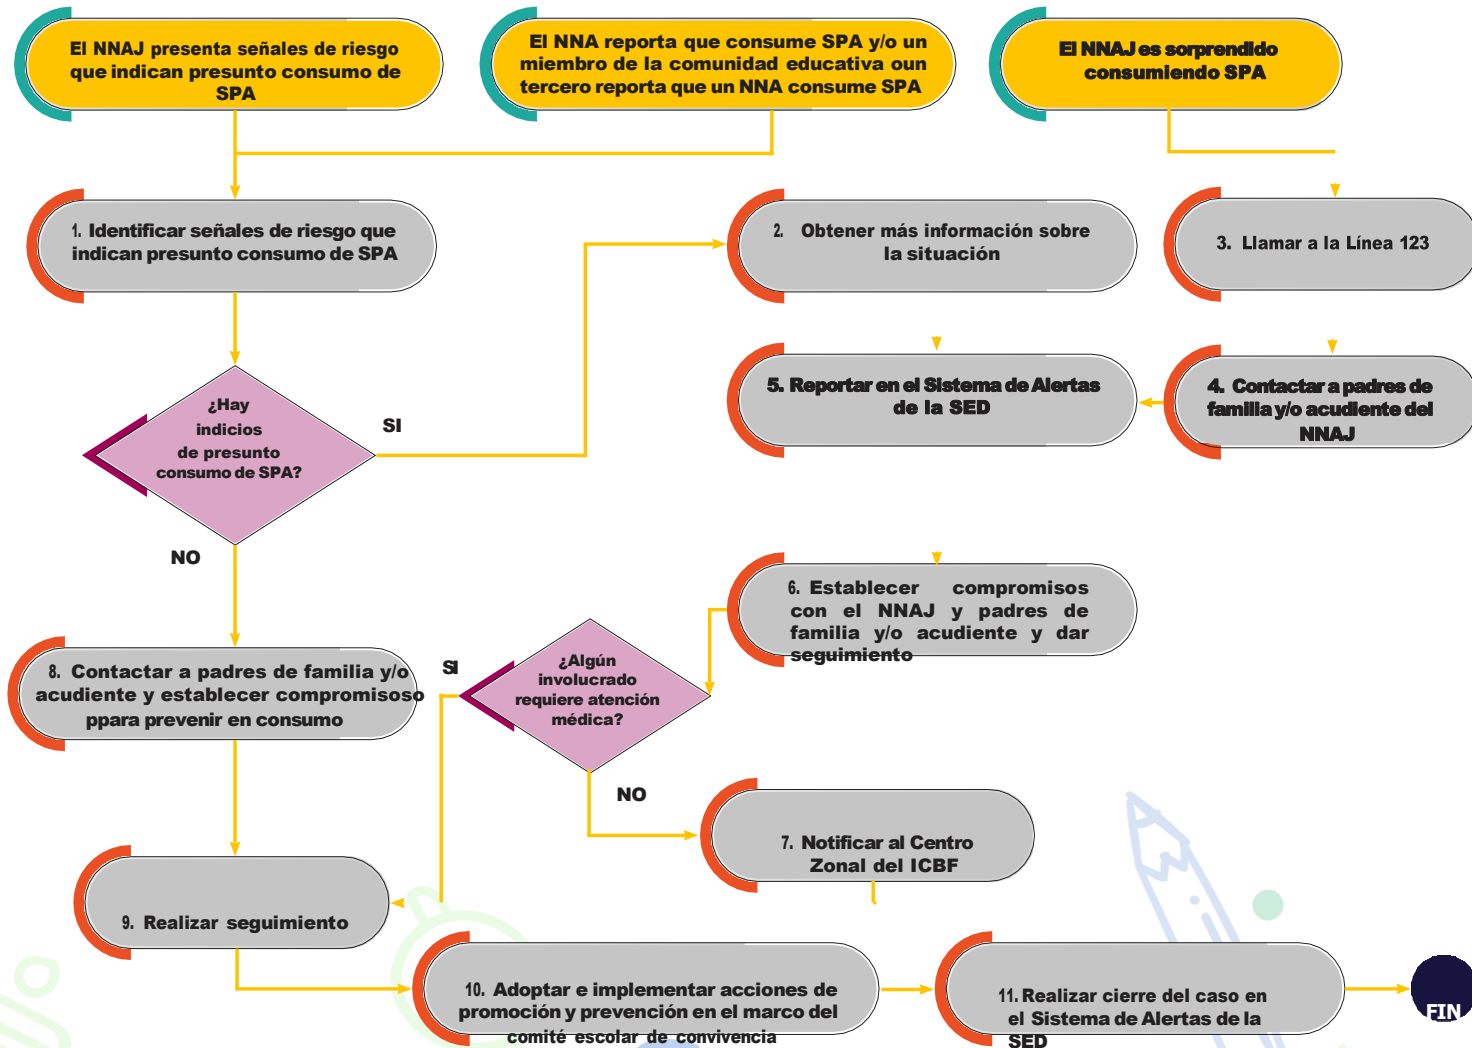 El NNAJ presenta señales de riesgo
que indican presunto consumo de
SPA
El NNA reporta que consume SPA y/o un
miembro de la comunidad educativa oun
tercero reporta que un NNA consume SPA
El NNAJ es sorprendido
consumiendo SPA
1. Identificar señales de riesgo que
indican presunto consumo de SPA
2. Obtener más información sobre
la situación
3. Llamar a la Línea 123
¿Hay
indicios
de presunto
consumo de SPA?
SI
NO
5. Reportar en el Sistema de Alertas
de la SED
4. Contactar a padres de
familia y/o acudiente del
NNAJ
6. Establecer compromisos
con el NNAJ y padres de
familia y/o acudiente y dar
seguimiento
¿Algún
involucrado
requiere atención
médica?
SI
NO
8. Contactar a padres de familia y/o
acudiente y establecer compromisoso
ppara prevenir en consumo
7. Notificar al Centro
Zonal del ICBF
9. Realizar seguimiento
10. Adoptar e implementar acciones de
promoción y prevención en el marco del
comité escolar de convivencia
11. Realizar cierre del caso en
el Sistema de Alertas de la
SED
FIN